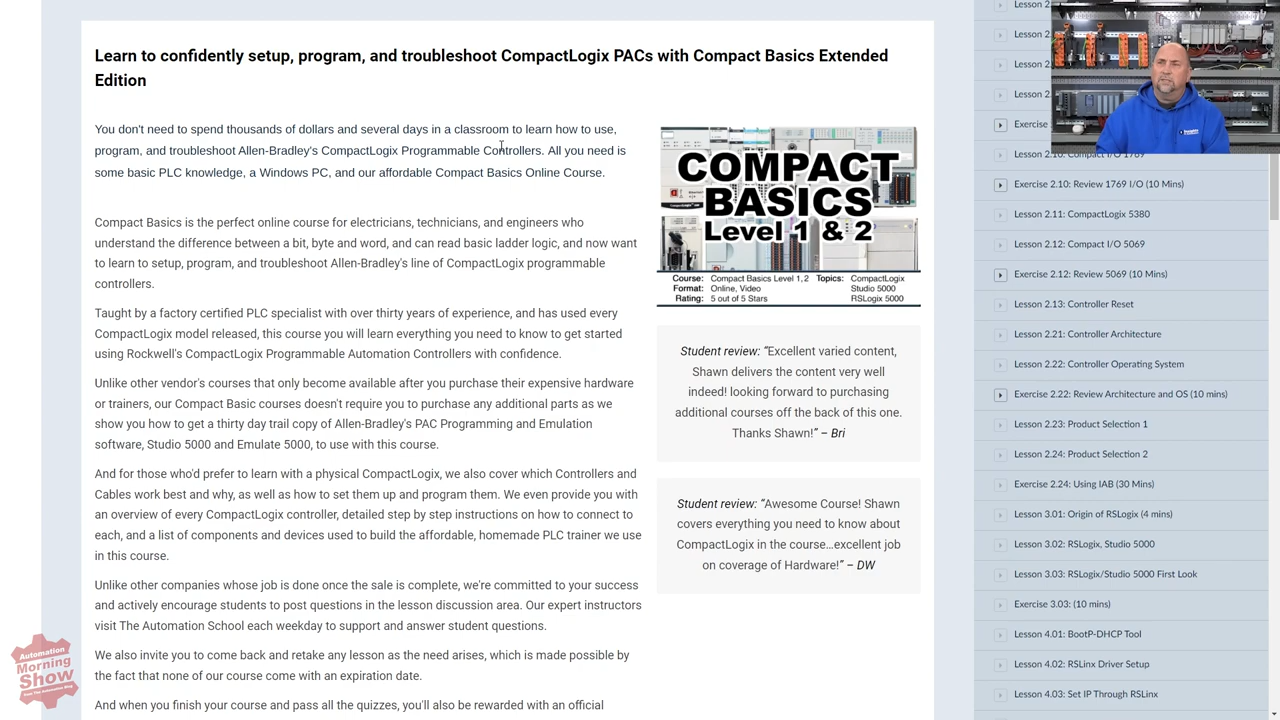 Learn to confidently setup, program, and troubleshoot CompactLogix PACs with Compact Basics Extended
Edition
You don't need to spend thousands of dollars and several days in a classroom to learn how to use,
program, and troubleshoot Allen-Bradley's CompactLogix Programmable Controllers. All you need is
some basic PLC knowledge, a Windows PC, and our affordable Compact Basics Online Course.
Compact Basics is the perfect online course for electricians, technicians, and engineers who
understand the difference between a bit, byte and word, and can read basic ladder logic, and now want
to learn to setup, program, and troubleshoot Allen-Bradley's line of CompactLogix programmable
controllers.
Taught by a factory certified PLC specialist with over thirty years of experience, and has used every
CompactLogix model released, this course you will learn everything you need to know to get started
using Rockwell's CompactLogix Programmable Automation Controllers with confidence.
Unlike other vendor's courses that only become available after you purchase their expensive hardware
or trainers, our Compact Basic courses doesn't require you to purchase any additional parts as we
show you how to get a thirty day trail copy of Allen-Bradley's PAC Programming and Emulation
software, Studio 5000 and Emulate 5000, to use with this course.
And for those who'd prefer to learn with a physical CompactLogix, we also cover which Controllers and
Cables work best and why, as well as how to set them up and program them. We even provide you with
an overview of every CompactLogix controller, detailed step by step instructions on how to connect to
each, and a list of components and devices used to build the affordable, homemade PLC trainer we use
in this course.
Unlike other companies whose job is done once the sale is complete, we're committed to your success
and actively encourage students to post questions in the lesson discussion area. Our expert instructors
visit The Automation School each weekday to support and answer student questions.
We also invite you to come back and retake any lesson as the need arises, which is made possible by
the fact that none of our course come with an expiration date.
And when you finish your course and pass all the quizzes, you'll also be rewarded with an official
COMPACT
BASICS
Level 1 & 2
Course: Compact Basics Level 1,2 Topics: CompactLogix
Format: Online, Video Studio 5000
Rating: 5 out of 5 Stars RSLogix 5000
Student review: "Excellent varied content,
Shawn delivers the content very well
indeed! looking forward to purchasing
additional courses off the back of this one.
Thanks Shawn!" – Bri
Student review: "Awesome Course! Shawn
covers everything you need to know about
CompactLogix in the course…excellent job
on coverage of Hardware!" – DW
Lesson 2.
Lesson 2.
Lesson 2.
Lesson 2.
Exercise
Lesson 2.10: Compact IO 1769
Exercise 2.10: Review 1769 I/O (10 Mins)
Lesson 2.11: CompactLogix 5380
Lesson 2.12: Compact I/O 5069
Exercise 2.12: Review 5069 (10 Mins)
Lesson 2.13: Controller Reset
Lesson 2.21: Controller Architecture
Lesson 2.22: Controller Operating System
Exercise 2.22: Review Architecture and OS (10 mins)
Lesson 2.23: Product Selection 1
Lesson 2.24: Product Selection 2
Exercise 2.24: Using IAB (30 Mins)
Lesson 3.01: Origin of RSLogix (4 mins)
Lesson 3.02: RSLogix, Studio 5000
Lesson 3.03: RSLogix/Studio 5000 First Look
Exercise 3.03: (10 mins)
Lesson 4.01: BootP-DHCP Tool
Lesson 4.02: RSLinx Driver Setup
Lesson 4.03: Set IP Through RSLinx
Automation
Morning
Show